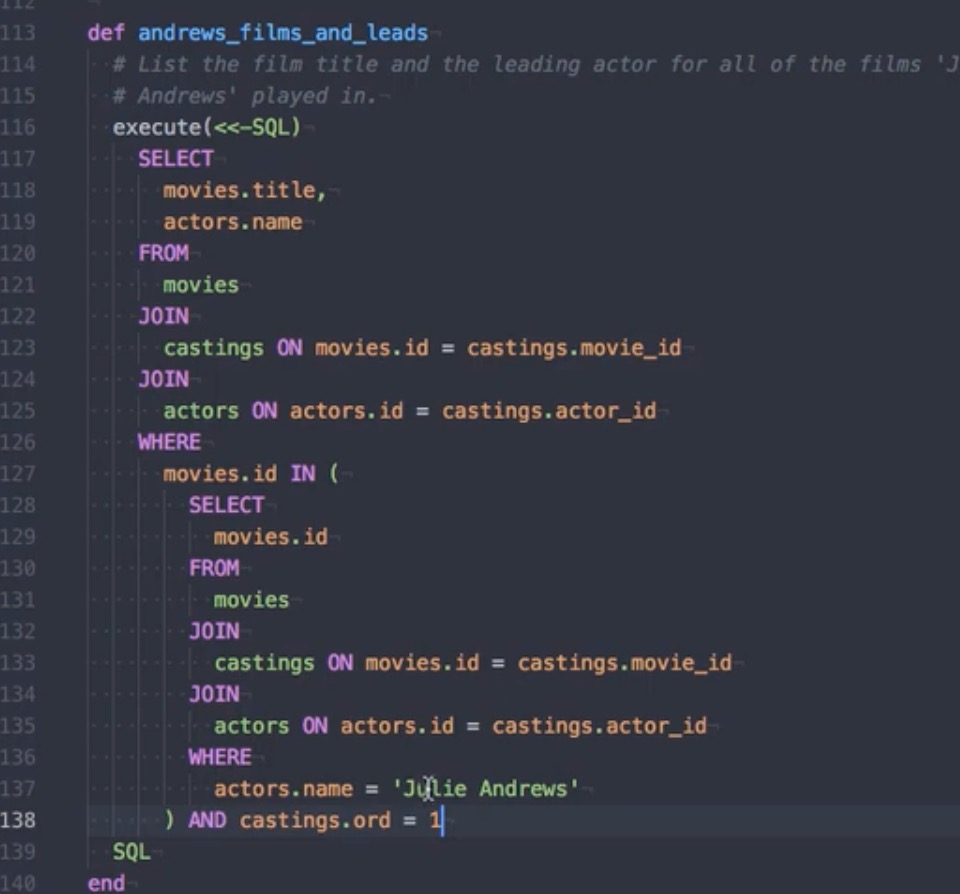 112
113 def andrews_films_and_leads
114 # List the film title and the leading actor for all of the films 'J
115 # Andrews' played in.
116 execute(<<-SQL)
117 SELECT
118 movies.title,
119 actors.name
120 FROM
121 movies
122 JOIN
123 castings ON movies.id = castings.movie_id
124 JOIN
125 actors ON actors.id = castings.actor_id
126 WHERE
127 movies.id IN (
128 SELECT
129 movies.id
130 FROM
131 movies
132 JOIN
133 castings ON movies.id = castings.movie_id
134 JOIN
135 actors ON actors.id = castings.actor_id
136 WHERE
137 actors.name = 'Julie Andrews'
138 ) AND castings.ord = 1
139 SQL
140 end